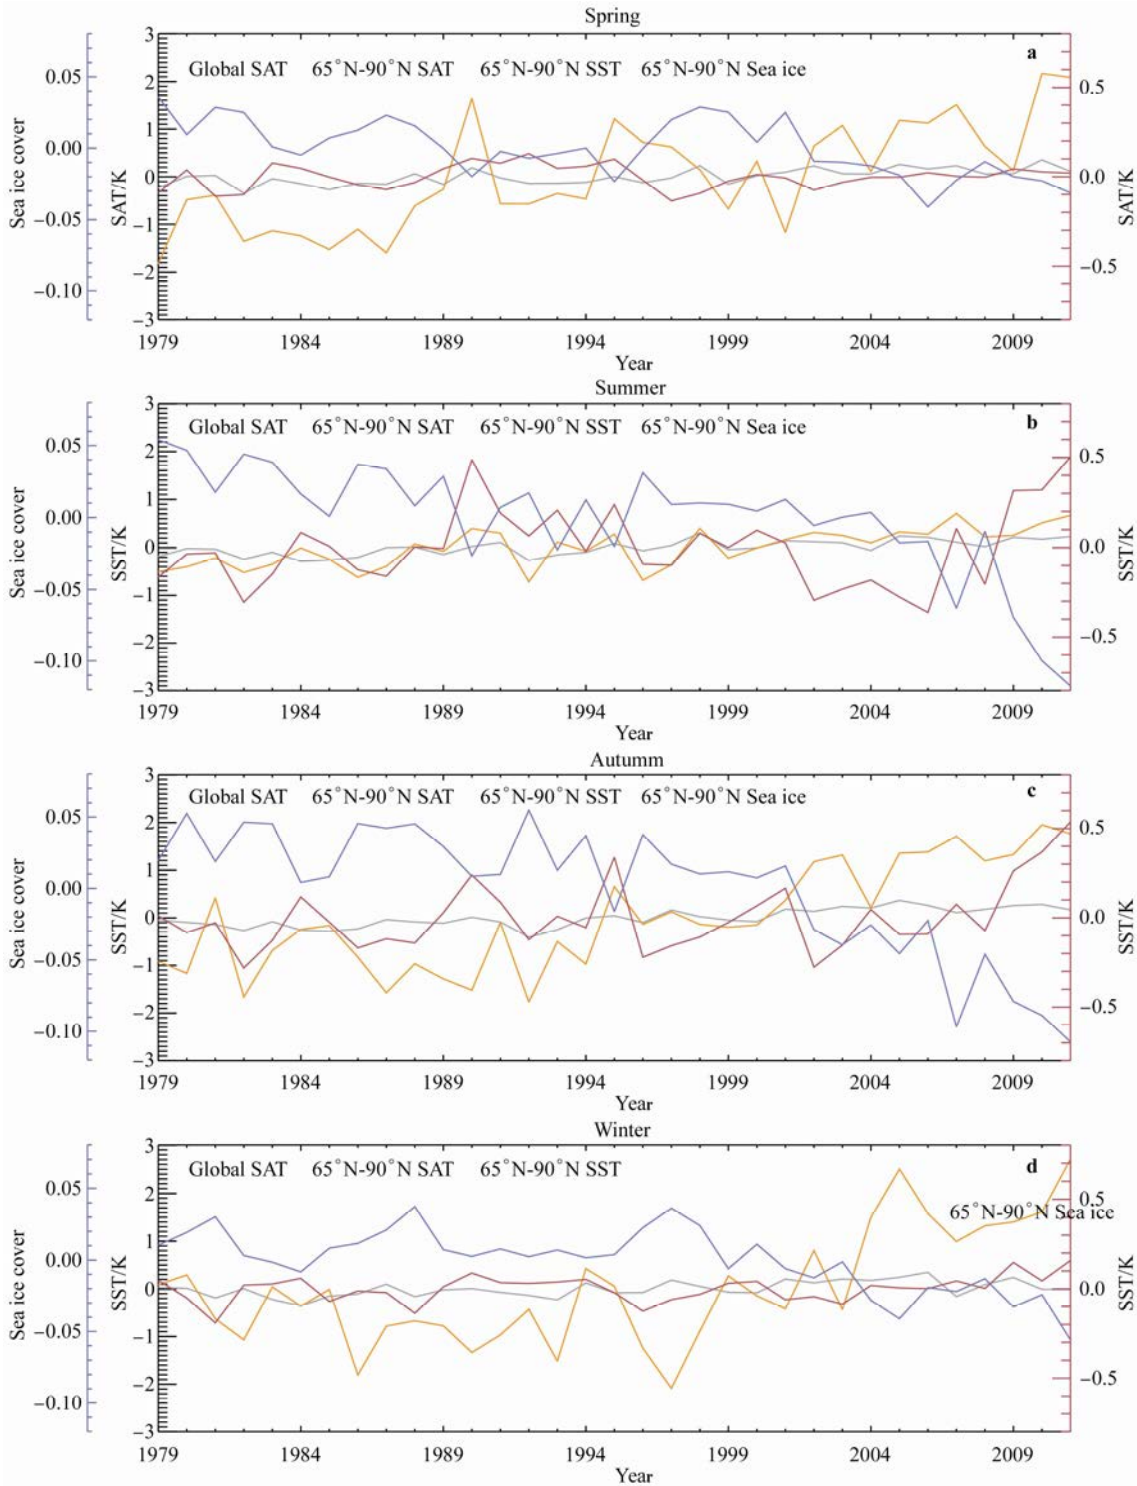 Spring
a
Global SAT 65°N-90°N SAT 65°N-90°N SST 65°N-90°N Sea ice
Sea ice cover
0.05
0.00
−0.05
−0.10
SAT/K
3
2
1
0
−1
−2
−3
SAT/K
0.5
0.0
−0.5
1979 1984 1989 1994 1999 2004 2009
Year
Summer
b
Global SAT 65°N-90°N SAT 65°N-90°N SST 65°N-90°N Sea ice
Sea ice cover
0.05
0.00
−0.05
−0.10
SST/K
3
2
1
0
−1
−2
−3
SST/K
0.5
0.0
−0.5
1979 1984 1989 1994 1999 2004 2009
Year
Autumm
c
Global SAT 65°N-90°N SAT 65°N-90°N SST 65°N-90°N Sea ice
Sea ice cover
0.05
0.00
−0.05
−0.10
SST/K
3
2
1
0
−1
−2
−3
SST/K
0.5
0.0
−0.5
1979 1984 1989 1994 1999 2004 2009
Year
Winter
d
Global SAT 65°N-90°N SAT 65°N-90°N SST
65°N-90°N Sea ice
Sea ice cover
0.05
0.00
−0.05
−0.10
SST/K
3
2
1
0
−1
−2
−3
SST/K
0.5
0.0
−0.5
1979 1984 1989 1994 1999 2004 2009
Year